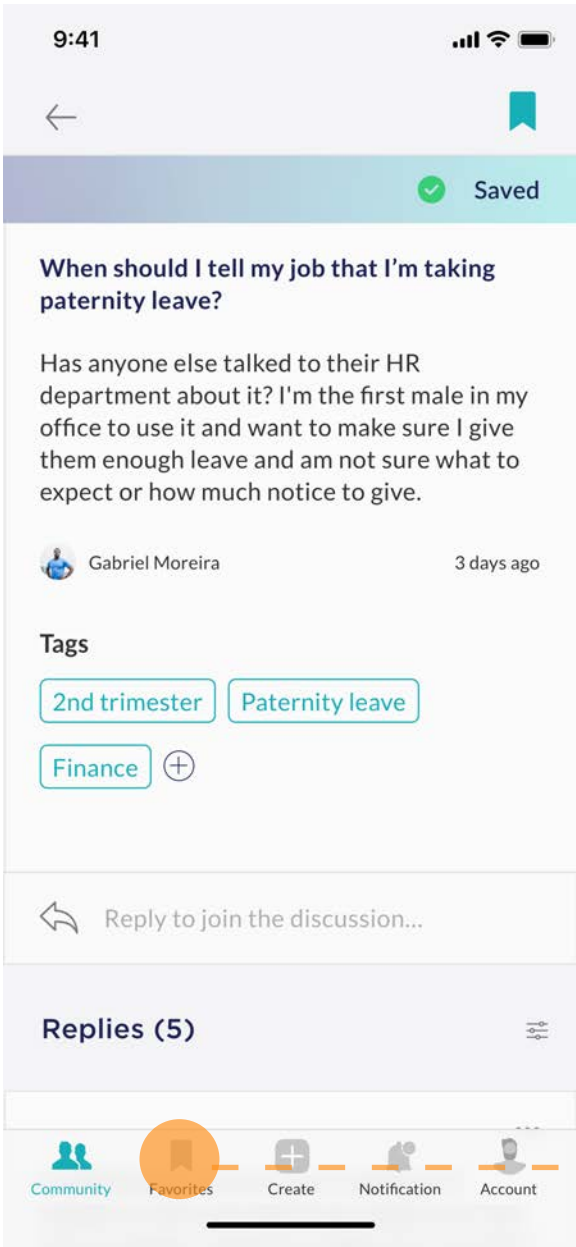 9:41
Saved
When should I tell my job that I’m taking
paternity leave?
Has anyone else talked to their HR
department about it? I'm the first male in my
office to use it and want to make sure I give
them enough leave and am not sure what to
expect or how much notice to give.
Gabriel Moreira 3 days ago
Tags
2nd trimester Paternity leave
Finance
Reply to join the discussion...
Replies (5)
Community Favorites Create Notification Account